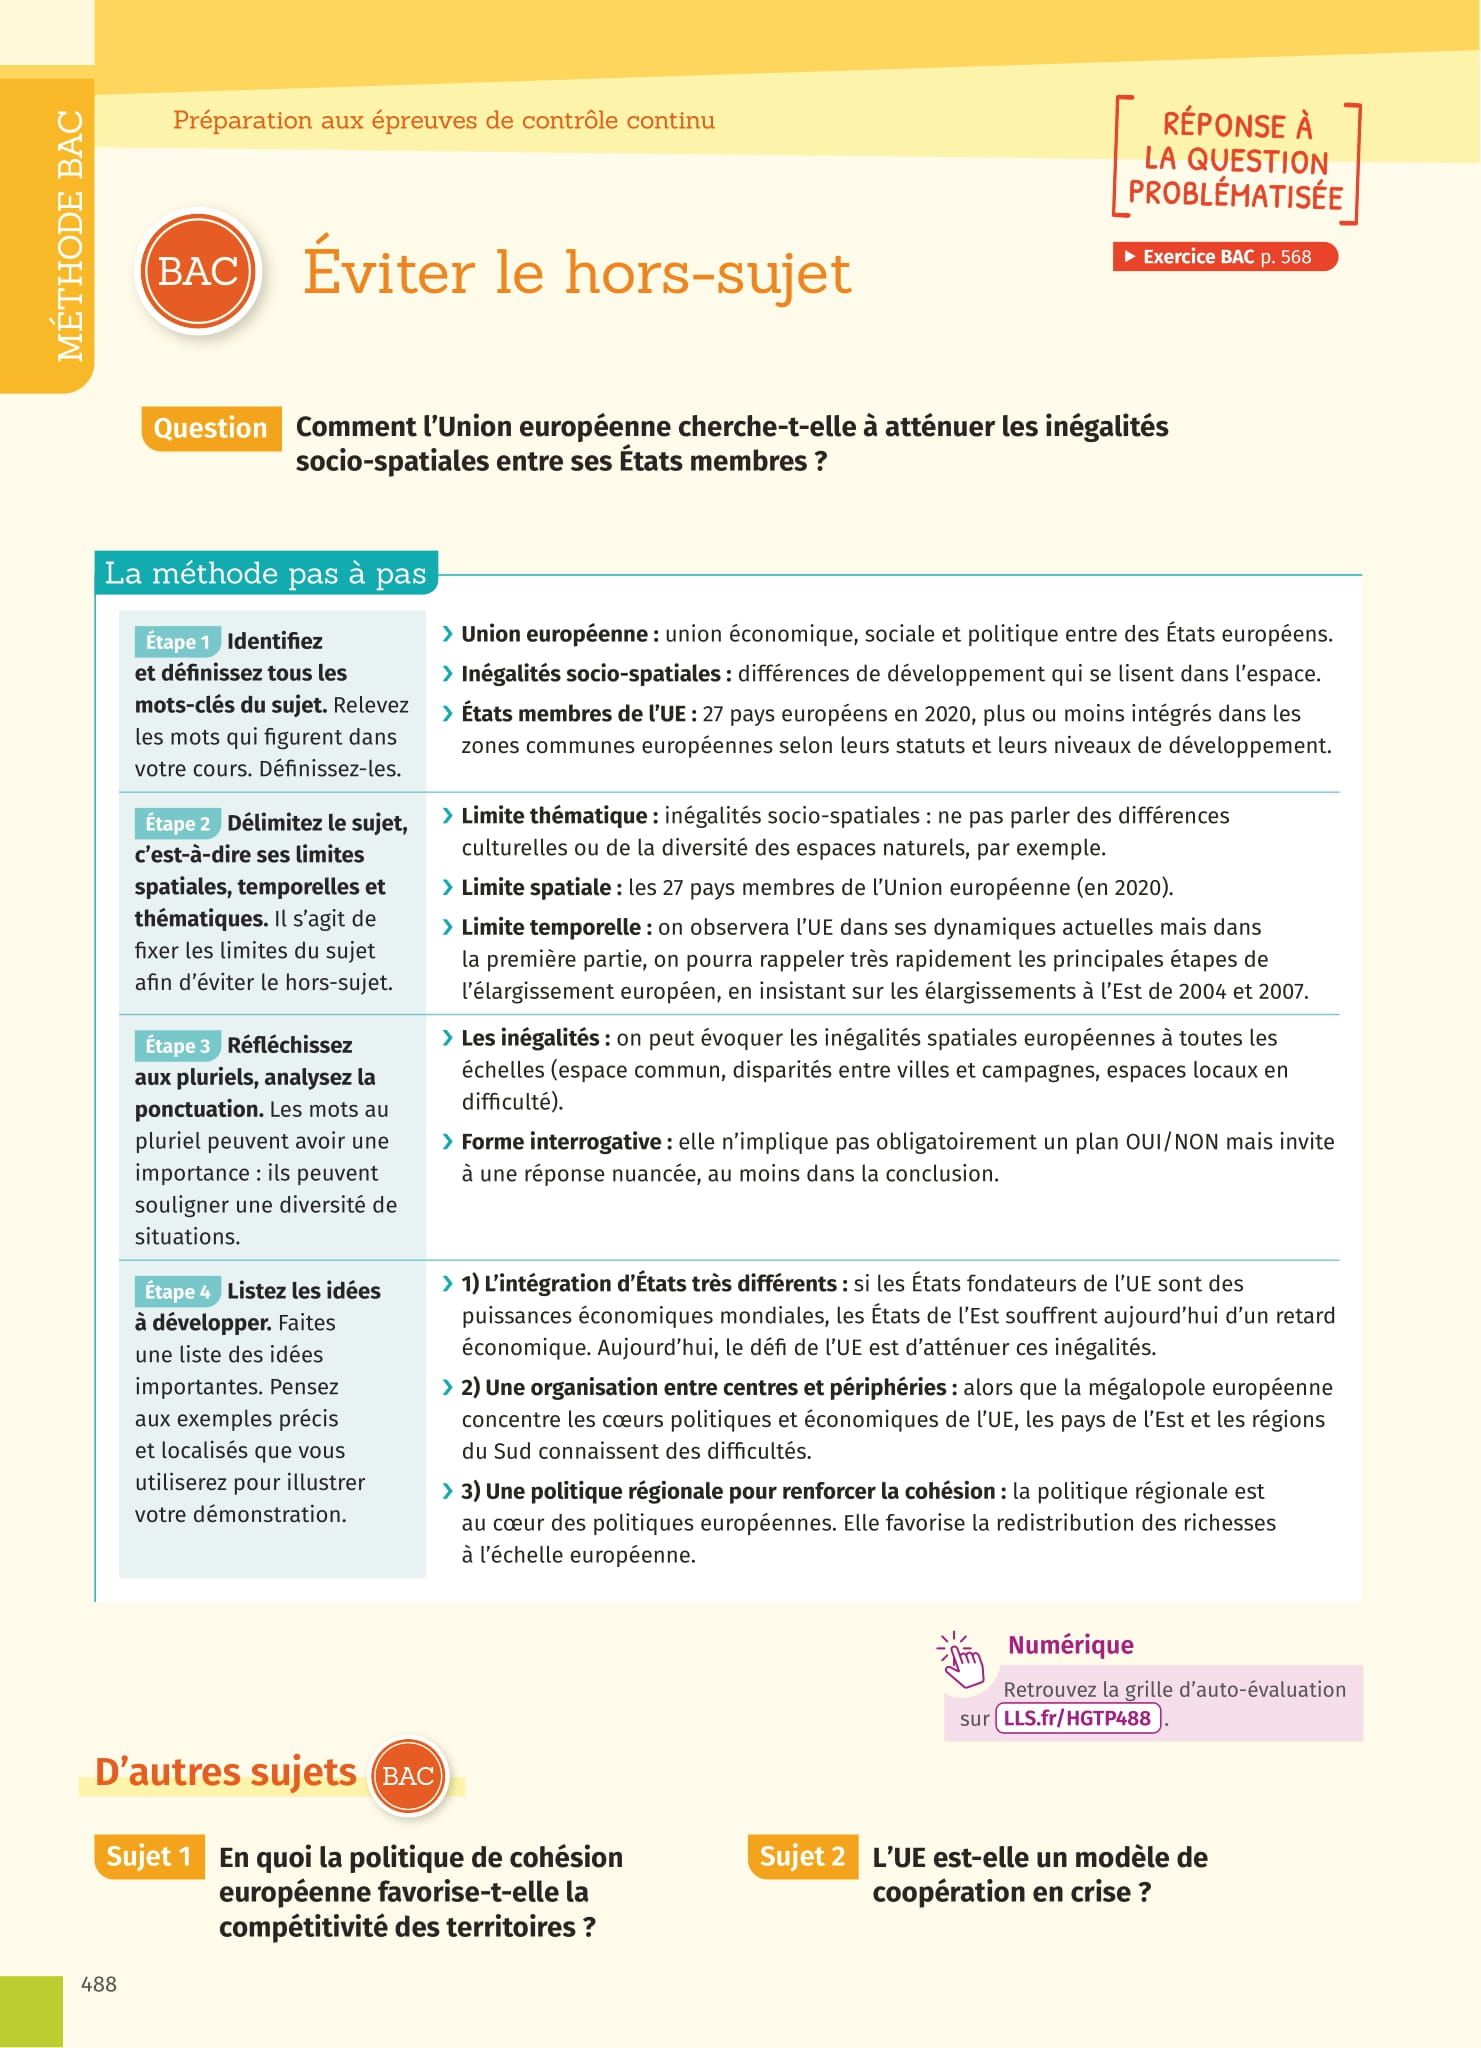 MÉTHODE BAC
Préparation aux épreuves de contrôle continu
RÉPONSE À
LA QUESTION
PROBLÉMATISÉE
▶ Exercice BAC p. 568
BAC
Éviter le hors-sujet
Question
Comment l’Union européenne cherche-t-elle à atténuer les inégalités
socio-spatiales entre ses États membres ?
La méthode pas à pas
Étape 1 Identifiez
et définissez tous les
mots-clés du sujet. Relevez
les mots qui figurent dans
votre cours. Définissez-les.
› Union européenne : union économique, sociale et politique entre des États européens.
› Inégalités socio-spatiales : différences de développement qui se lisent dans l’espace.
› États membres de l’UE : 27 pays européens en 2020, plus ou moins intégrés dans les
zones communes européennes selon leurs statuts et leurs niveaux de développement.
Étape 2 Délimitez le sujet,
c’est-à-dire ses limites
spatiales, temporelles et
thématiques. Il s’agit de
fixer les limites du sujet
afin d’éviter le hors-sujet.
› Limite thématique : inégalités socio-spatiales : ne pas parler des différences
culturelles ou de la diversité des espaces naturels, par exemple.
› Limite spatiale : les 27 pays membres de l’Union européenne (en 2020).
› Limite temporelle : on observera l’UE dans ses dynamiques actuelles mais dans
la première partie, on pourra rappeler très rapidement les principales étapes de
l’élargissement européen, en insistant sur les élargissements à l’Est de 2004 et 2007.
Étape 3 Réfléchissez
aux pluriels, analysez la
ponctuation. Les mots au
pluriel peuvent avoir une
importance : ils peuvent
souligner une diversité de
situations.
› Les inégalités : on peut évoquer les inégalités spatiales européennes à toutes les
échelles (espace commun, disparités entre villes et campagnes, espaces locaux en
difficulté).
› Forme interrogative : elle n’implique pas obligatoirement un plan OUI/NON mais invite
à une réponse nuancée, au moins dans la conclusion.
Étape 4 Listez les idées
à développer. Faites
une liste des idées
importantes. Pensez
aux exemples précis
et localisés que vous
utiliserez pour illustrer
votre démonstration.
› 1) L’intégration d’États très différents : si les États fondateurs de l’UE sont des
puissances économiques mondiales, les États de l’Est souffrent aujourd’hui d’un retard
économique. Aujourd’hui, le défi de l’UE est d’atténuer ces inégalités.
› 2) Une organisation entre centres et périphéries : alors que la mégalopole européenne
concentre les cœurs politiques et économiques de l’UE, les pays de l’Est et les régions
du Sud connaissent des difficultés.
› 3) Une politique régionale pour renforcer la cohésion : la politique régionale est
au cœur des politiques européennes. Elle favorise la redistribution des richesses
à l’échelle européenne.
Numérique
Retrouvez la grille d’auto-évaluation
sur LLS.fr/HGTP488 .
D’autres sujets BAC
Sujet 1
En quoi la politique de cohésion
européenne favorise-t-elle la
compétitivité des territoires ?
Sujet 2
L’UE est-elle un modèle de
coopération en crise ?
488